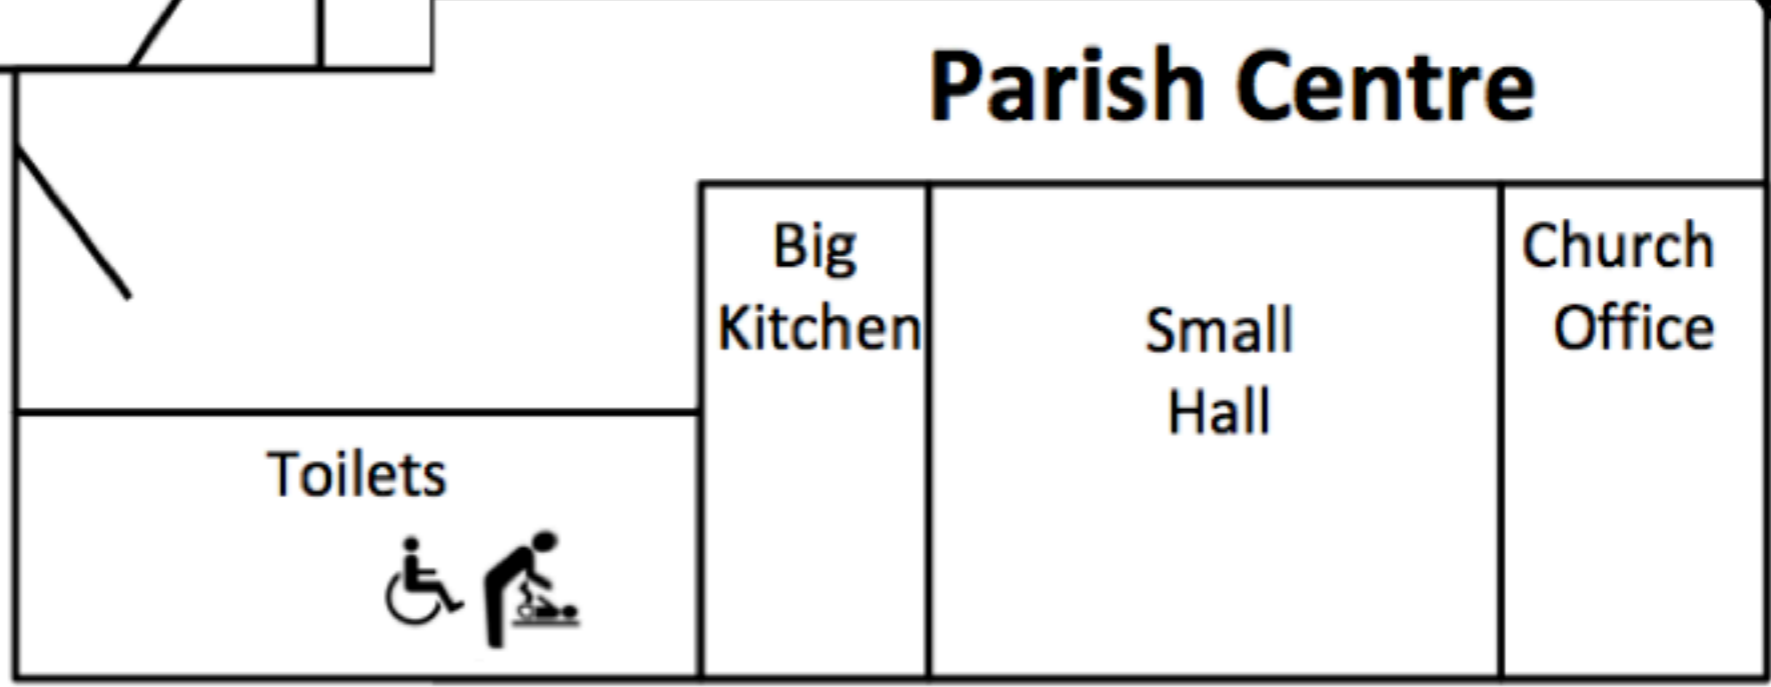 Parish Centre
Big
Kitchen
Small
Hall
Church
Office
Toilets